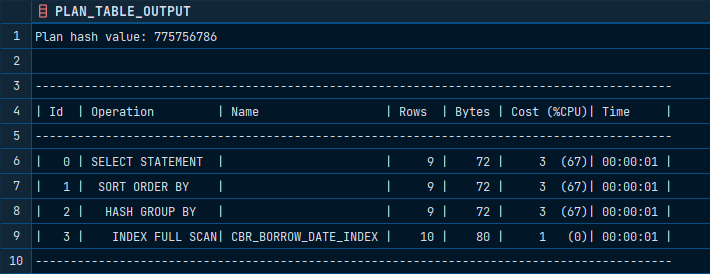 PLAN_TABLE_OUTPUT
1 Plan hash value: 775756786
2
3 -------------------------------------------------------------------------------------------
4 | Id  | Operation        | Name                  | Rows  | Bytes | Cost (%CPU)| Time     |
5 -------------------------------------------------------------------------------------------
6 |   0 | SELECT STATEMENT |                       |     9 |    72 |     3  (67)| 00:00:01 |
7 |   1 |  SORT ORDER BY   |                       |     9 |    72 |     3  (67)| 00:00:01 |
8 |   2 |   HASH GROUP BY  |                       |     9 |    72 |     3  (67)| 00:00:01 |
9 |   3 |    INDEX FULL SCAN| CBR_BORROW_DATE_INDEX |    10 |    80 |     1   (0)| 00:00:01 |
10 -------------------------------------------------------------------------------------------